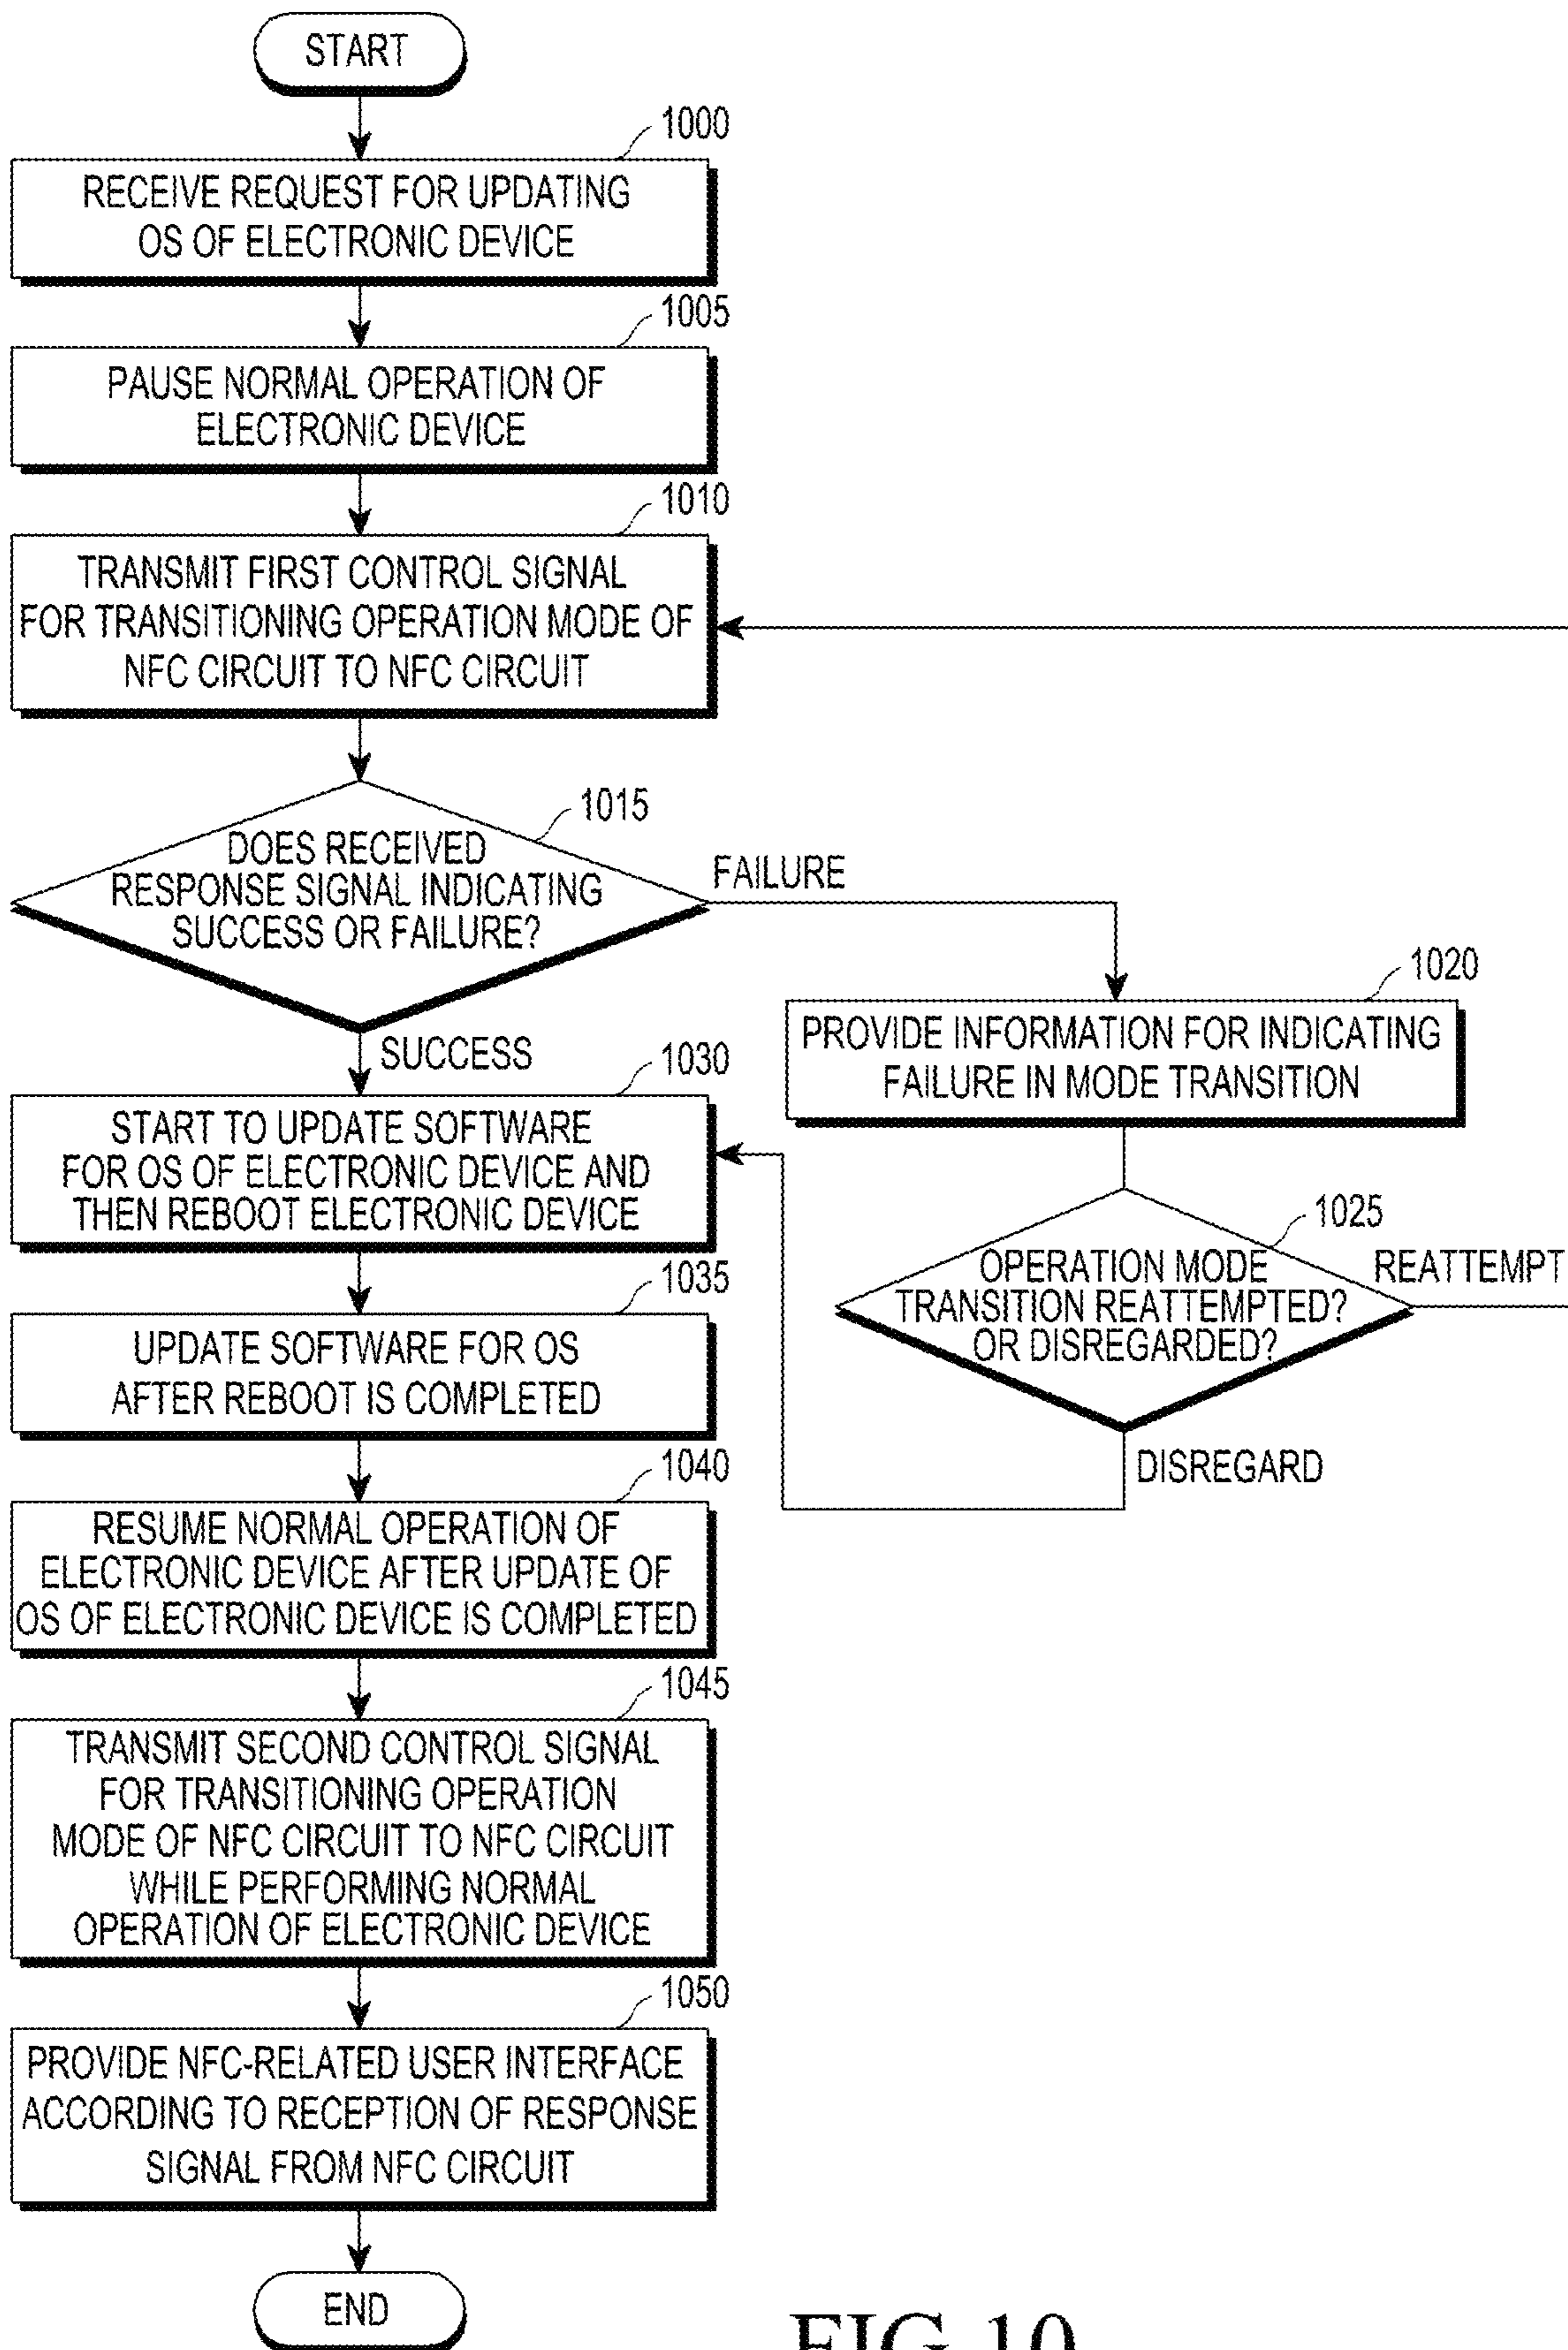 START
1000
RECEIVE REQUEST FOR UPDATING
OS OF ELECTRONIC DEVICE
1005
PAUSE NORMAL OPERATION OF
ELECTRONIC DEVICE
1010
TRANSMIT FIRST CONTROL SIGNAL
FOR TRANSITIONING OPERATION MODE OF
NFC CIRCUIT TO NFC CIRCUIT
1015
DOES RECEIVED
RESPONSE SIGNAL INDICATING
SUCCESS OR FAILURE?
FAILURE
SUCCESS
1020
PROVIDE INFORMATION FOR INDICATING
FAILURE IN MODE TRANSITION
1025
OPERATION MODE
TRANSITION REATTEMPTED?
OR DISREGARDED?
REATTEMPT
DISREGARD
1030
START TO UPDATE SOFTWARE
FOR OS OF ELECTRONIC DEVICE AND
THEN REBOOT ELECTRONIC DEVICE
1035
UPDATE SOFTWARE FOR OS
AFTER REBOOT IS COMPLETED
1040
RESUME NORMAL OPERATION OF
ELECTRONIC DEVICE AFTER UPDATE OF
OS OF ELECTRONIC DEVICE IS COMPLETED
1045
TRANSMIT SECOND CONTROL SIGNAL
FOR TRANSITIONING OPERATION
MODE OF NFC CIRCUIT TO NFC CIRCUIT
WHILE PERFORMING NORMAL
OPERATION OF ELECTRONIC DEVICE
1050
PROVIDE NFC-RELATED USER INTERFACE
ACCORDING TO RECEPTION OF RESPONSE
SIGNAL FROM NFC CIRCUIT
END
FIG.10